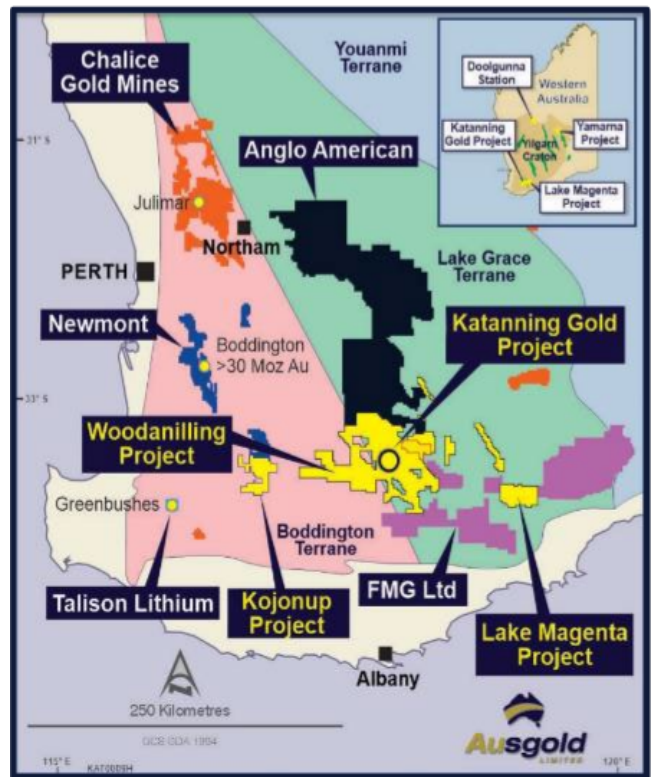 Chalice
Gold Mines
Youanmi
Terrane
Doolgunna
Station
Western
Australia
Katanning
Gold Project
Yilgarn
Craton
Yamarna
Project
Lake Magenta
Project
31° S
Anglo American
Julimar
Northam
Lake Grace
Terrane
PERTH
Newmont
Boddington
>30 Moz Au
Katanning Gold
Project
33° S
Woodanilling
Project
Greenbushes
Boddington
Terrane
Talison Lithium
Kojonup
Project
FMG Ltd
Lake Magenta
Project
Albany
250 Kilometres
GCS GDA 1994
Ausgold
LIMITED
115° E
KAT0009H
120° E